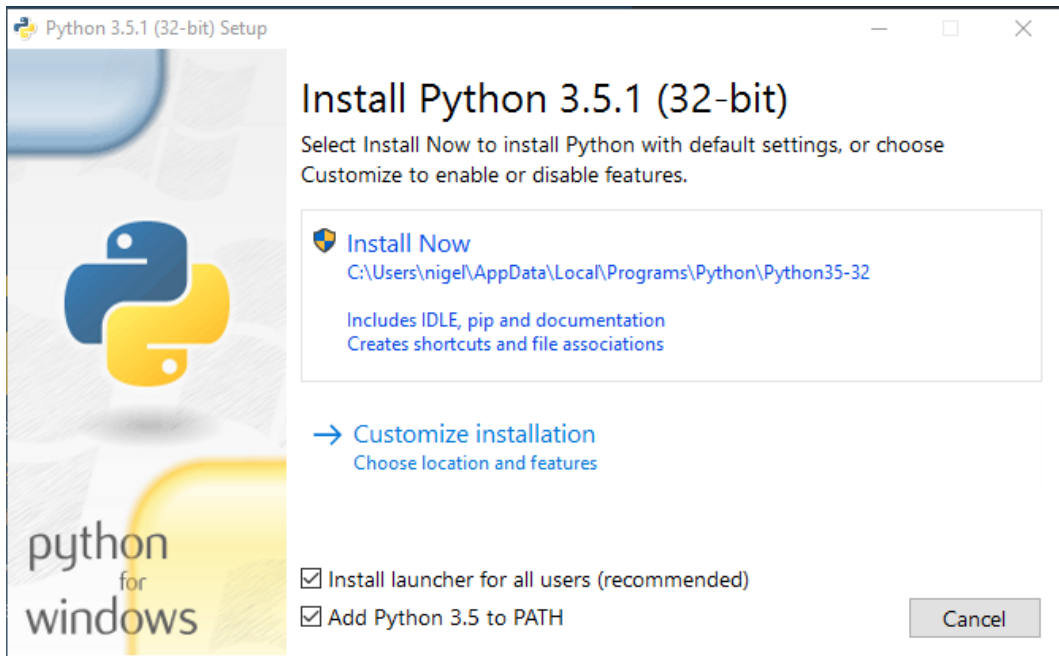 Python 3.5.1 (32-bit) Setup
Install Python 3.5.1 (32-bit)
Select Install Now to install Python with default settings, or choose
Customize to enable or disable features.
Install Now
C:\Users\nigel\AppData\Local\Programs\Python\Python35-32
Includes IDLE, pip and documentation
Creates shortcuts and file associations
Customize installation
Choose location and features
python
for
windows
Install launcher for all users (recommended)
Add Python 3.5 to PATH
Cancel